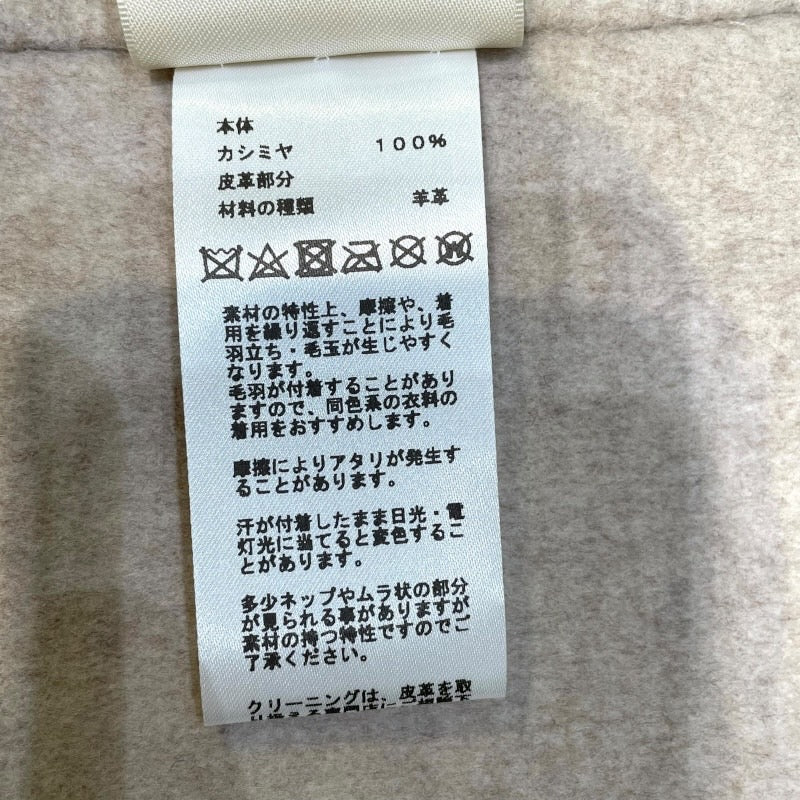 本体
カシミヤ 100%
皮革部分
材料の種類 羊革
素材の特性上、摩擦や、着
用を繰り返すことにより毛
羽立ち・毛玉が生じやすく
なります。
毛羽が付着することがあり
ますので、同色系の衣料の
着用をおすすめします。
摩擦によりアタリが発生す
ることがあります。
汗が付着したまま日光・電
灯光に当てると変色するこ
とがあります。
多少ネップやムラ状の部分
が見られる事がありますが
素材の持つ特性ですのでご
了承ください。
クリーニングは、皮革を取